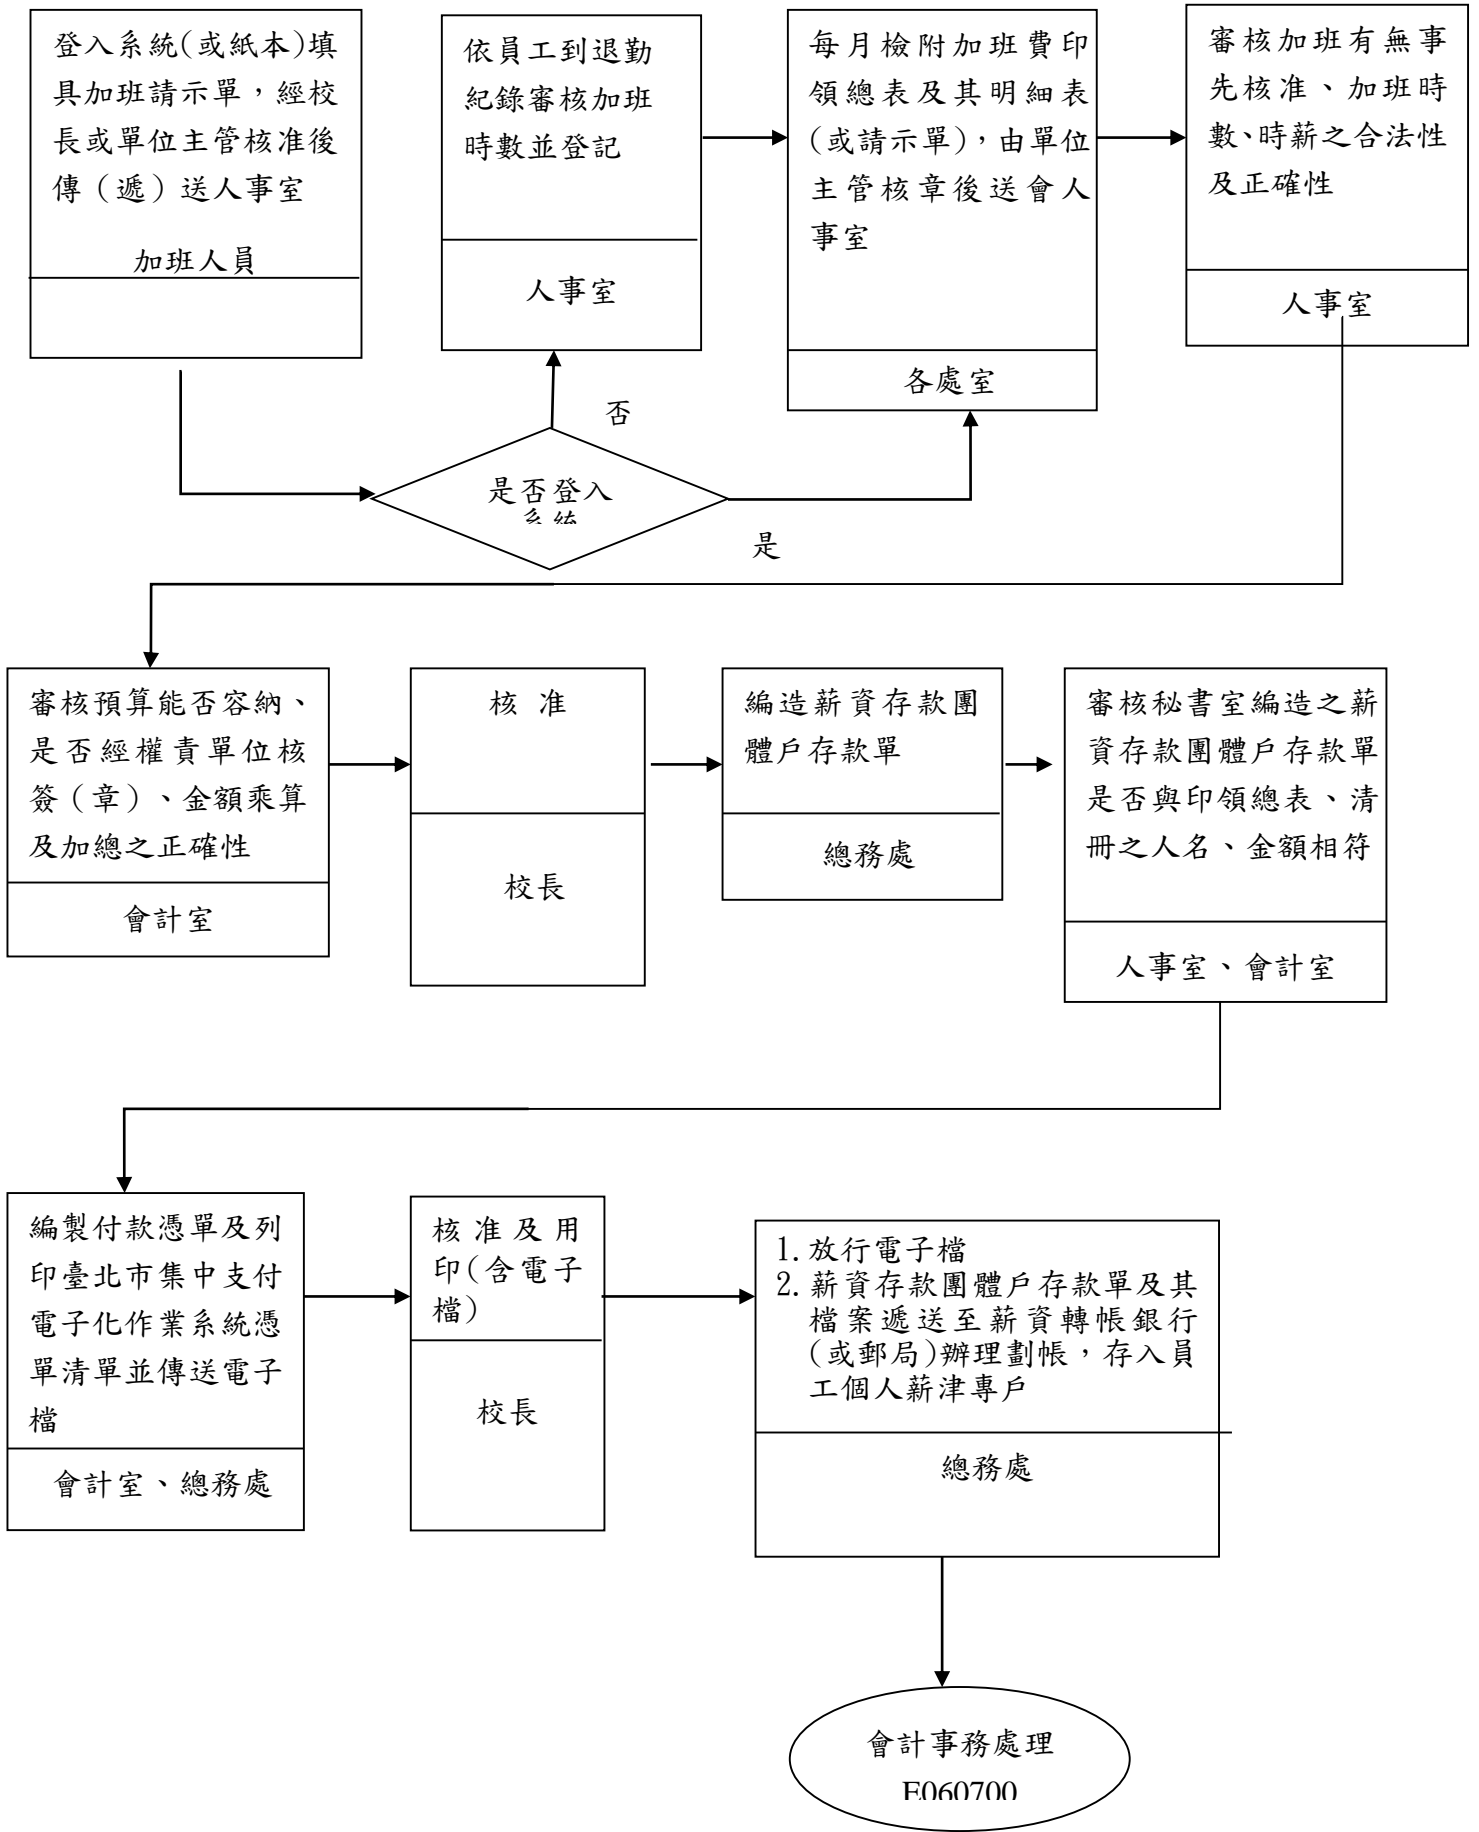 登入系統(或紙本)填
具加班請示單，經校
長或單位主管核准後
傳（遞）送人事室
加班人員
依員工到退勤
紀錄審核加班
時數並登記
人事室
每月檢附加班費印
領總表及其明細表
(或請示單)，由單位
主管核章後送會人
事室
各處室
審核加班有無事
先核准、加班時
數、時薪之合法性
及正確性
人事室
否
是否登入
系統
是
審核預算能否容納、
是否經權責單位核
簽（章）、金額乘算
及加總之正確性
會計室
核 准
校長
編造薪資存款團
體戶存款單
總務處
審核秘書室編造之薪
資存款團體戶存款單
是否與印領總表、清
冊之人名、金額相符
人事室、會計室
編製付款憑單及列
印臺北市集中支付
電子化作業系統憑
單清單並傳送電子
檔
會計室、總務處
核准及用
印(含電子
檔)
校長
1.放行電子檔
2.薪資存款團體戶存款單及其
檔案遞送至薪資轉帳銀行
(或郵局)辦理劃帳，存入員
工個人薪津專戶
總務處
會計事務處理
E060700